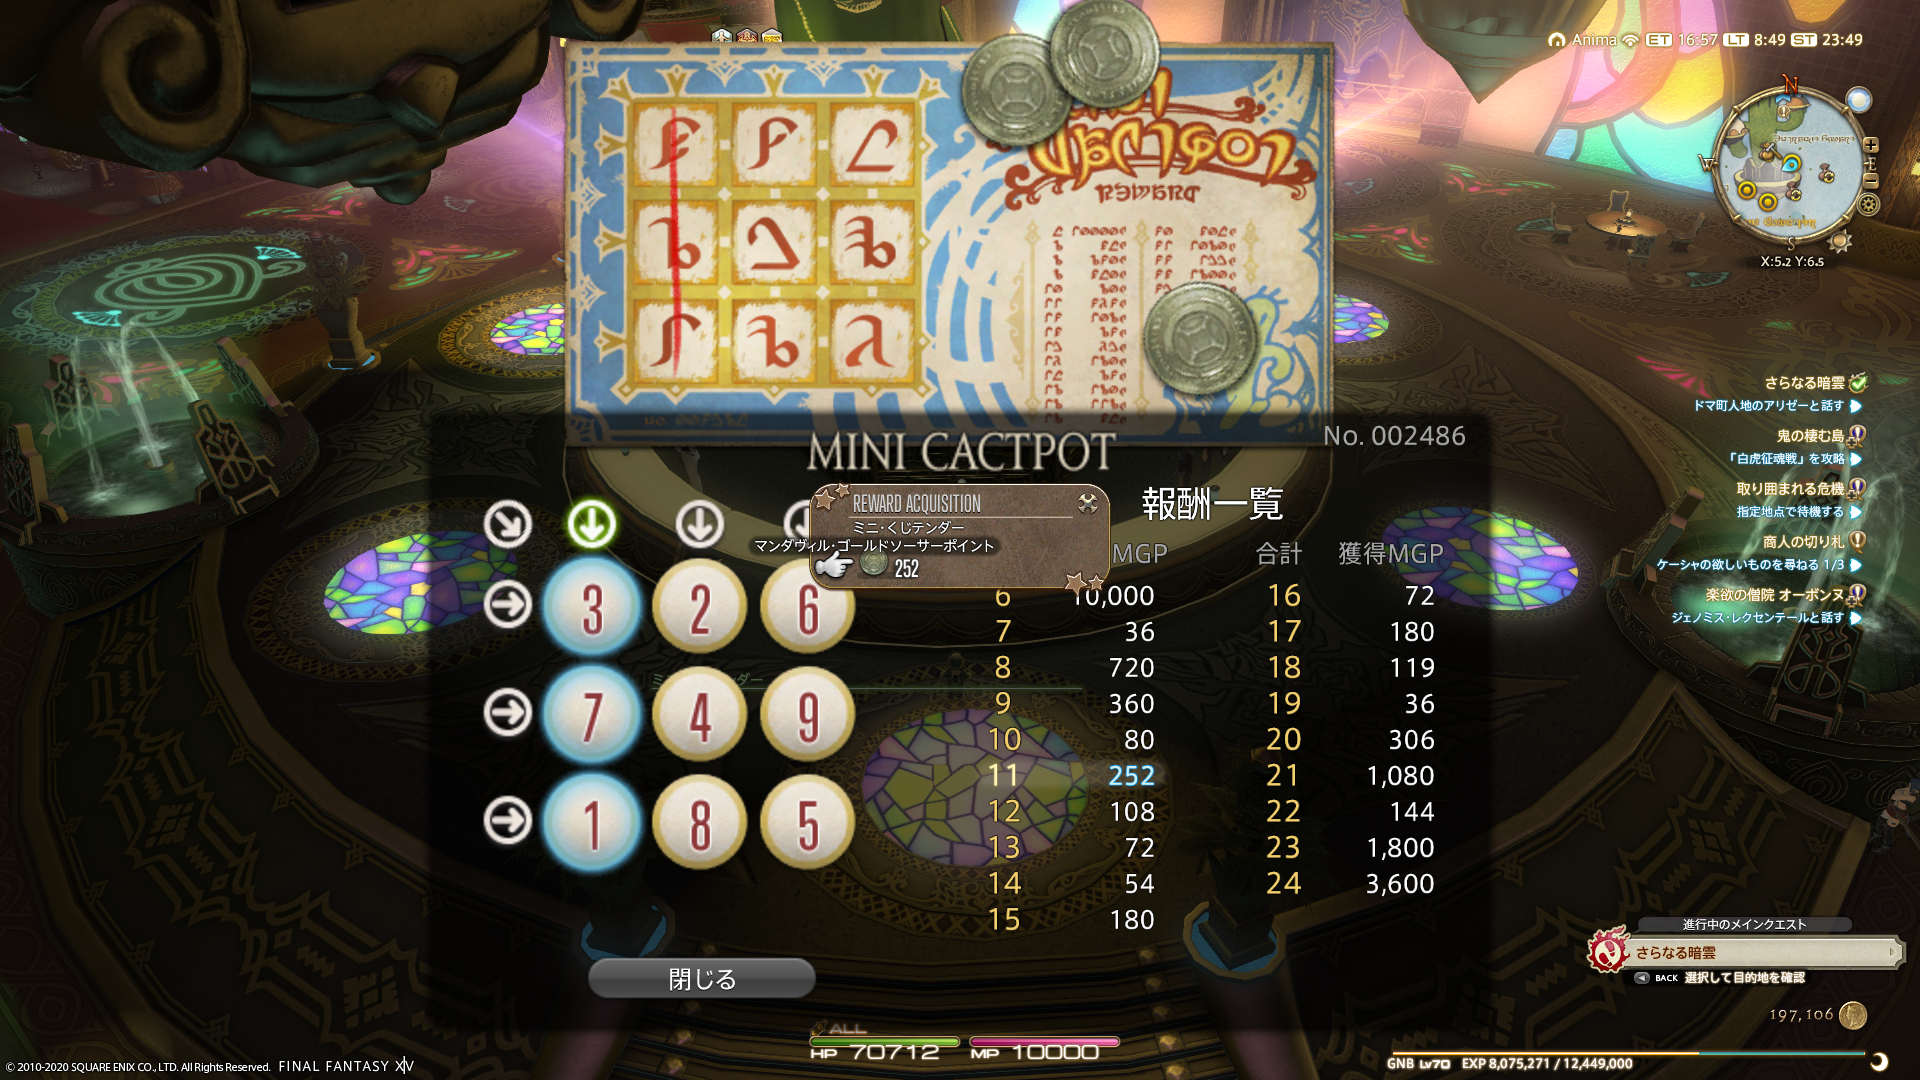 Anima ET 16:57 LT 8:49 ST 23:49
N
W
E
S
X:5.2 Y:6.5
さらなる暗雲
ドマ町人地のアリゼーと話す
鬼の棲む島
「白虎征魂戦」を攻略
取り囲まれる危機
指定地点で待機する
商人の切り札
ケーシャの欲しいものを尋ねる 1/3
楽欲の僧院 オーボンヌ
ジェノミス・レクセンテールと話す
No. 002486
MINI CACTPOT
REWARD ACQUISITION
ミニ・くじテンダー
マンダヴィル・ゴールドソーサーポイント
252
報酬一覧
MGP 合計 獲得MGP
3 2 6
7 4 9
1 8 5
6 10,000 16 72
7 36 17 180
8 720 18 119
9 360 19 36
10 80 20 306
11 252 21 1,080
12 108 22 144
13 72 23 1,800
14 54 24 3,600
15 180
閉じる
進行中のメインクエスト
さらなる暗雲
BACK 選択して目的地を確認
197,106
ALL
HP 70712 MP 10000
GNB Lv70 EXP 8,075,271 / 12,449,000
© 2010-2020 SQUARE ENIX CO., LTD. All Rights Reserved. FINAL FANTASY XIV